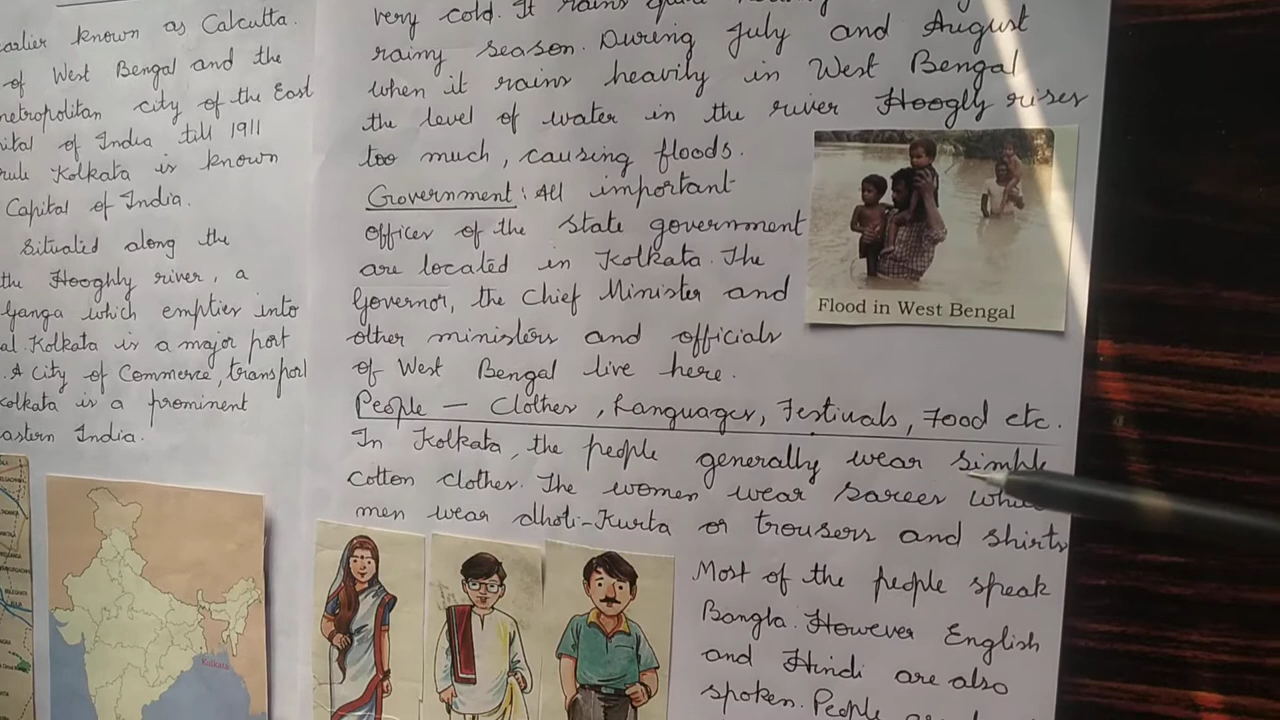 earlier known as Calcutta.
of West Bengal and the
metropolitan city of the East
capital of India till 1911
rule Kolkata is known
Capital of India.
situated along the
the Hooghly river, a
Ganga which empties into
al. Kolkata is a major port
. A City of Commerce, transport
Kolkata is a prominent
eastern India.
Kolkata
very cold. It rains quite
rainy season. During July and August
when it rains heavily in West Bengal
the level of water in the river Hoogly rises
too much, causing floods.
Government: All important
offices of the state government
are located in Kolkata. The
Governor, the Chief Minister and
other ministers and officials
of West Bengal live here.
Flood in West Bengal
People — Clothes, Languages, Festivals, Food etc.
In Kolkata, the people generally wear simple
cotton clothes. The women wear sarees while
men wear dhoti-Kurta or trousers and shirts
Most of the people speak
Bangla. However English
and Hindi are also
spoken. People